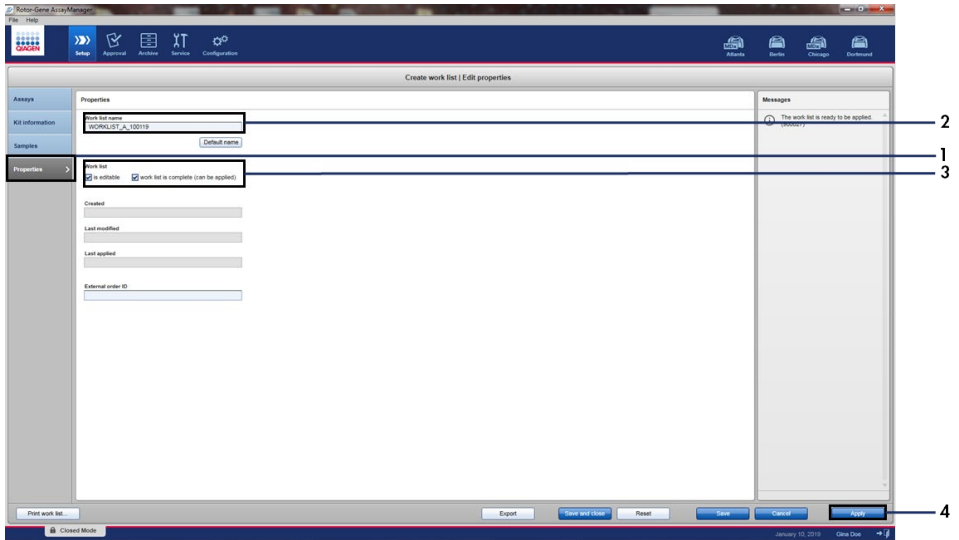 Rotor-Gene AssayManager
File Help
QIAGEN
Setup Approval Archive Service Configuration
Atlanta Berlin Chicago Dortmund
Create work list | Edit properties
Assays
Kit information
Samples
Properties
Properties
Work list name
WORKLIST_A_100119
Default name
Work list
is editable work list is complete (can be applied)
Created
Last modified
Last applied
External order ID
Messages
The work list is ready to be applied.
(900027)
2
1
3
4
Print work list...
Export Save and close Reset Save Cancel Apply
Closed Mode
January 10, 2019 Gina Doe